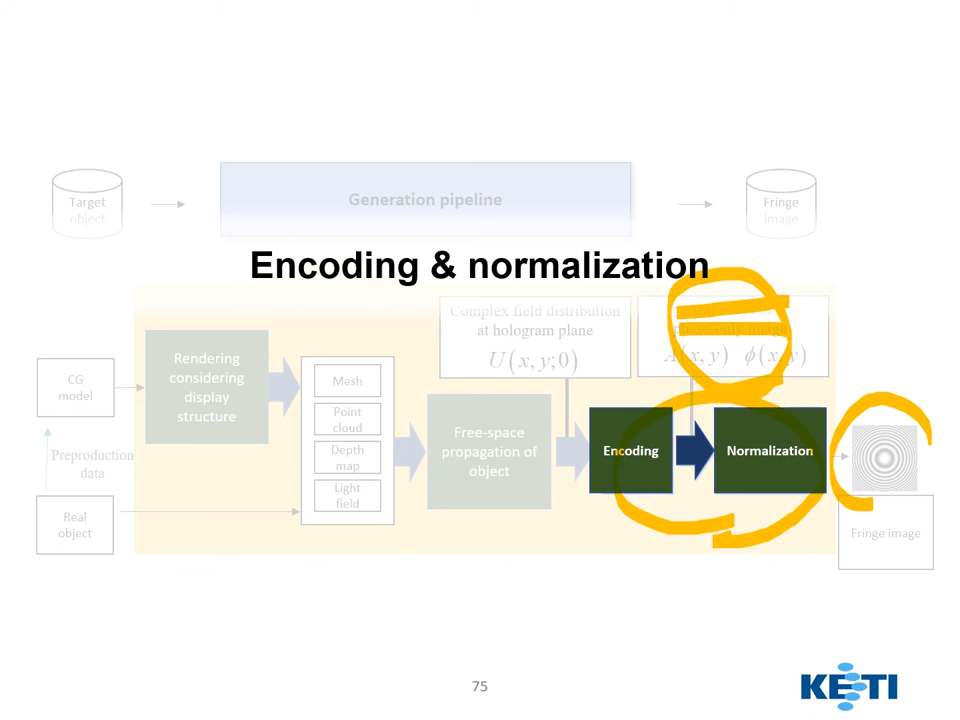 Target
object
Generation pipeline
Fringe
image
Encoding & normalization
Complex field distribution
at hologram plane
U(x, y;0)
phase-only image
A(x, y) ϕ(x, y)
Rendering
considering
display
structure
CG
model
Mesh
Point
cloud
Depth
map
Light
field
Free-space
propagation of
object
Encoding
Normalization
Preproduction
data
Real
object
Fringe image
75
KETI